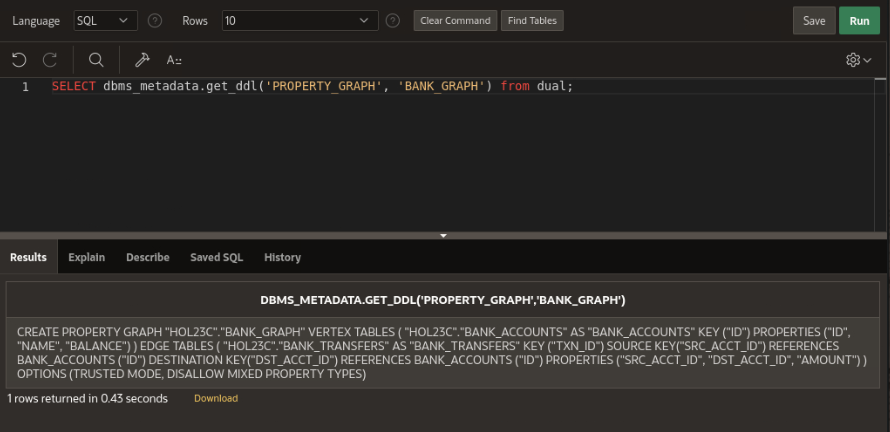 Language SQL ? Rows 10 ? Clear Command Find Tables Save Run
A
1 SELECT dbms_metadata.get_ddl('PROPERTY_GRAPH', 'BANK_GRAPH') from dual;
Results Explain Describe Saved SQL History
DBMS_METADATA.GET_DDL('PROPERTY_GRAPH','BANK_GRAPH')
CREATE PROPERTY GRAPH "HOL23C"."BANK_GRAPH" VERTEX TABLES ( "HOL23C"."BANK_ACCOUNTS" AS "BANK_ACCOUNTS" KEY ("ID") PROPERTIES ("ID",
"NAME", "BALANCE") ) EDGE TABLES ( "HOL23C"."BANK_TRANSFERS" AS "BANK_TRANSFERS" KEY ("TXN_ID") SOURCE KEY("SRC_ACCT_ID") REFERENCES
BANK_ACCOUNTS ("ID") DESTINATION KEY("DST_ACCT_ID") REFERENCES BANK_ACCOUNTS ("ID") PROPERTIES ("SRC_ACCT_ID", "DST_ACCT_ID", "AMOUNT") )
OPTIONS (TRUSTED MODE, DISALLOW MIXED PROPERTY TYPES)
1 rows returned in 0.43 seconds Download